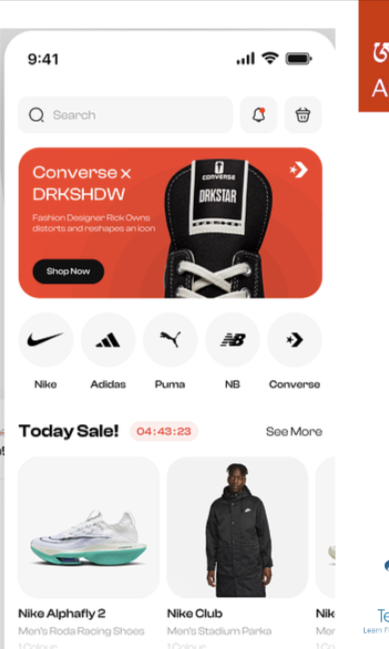 9:41
Search
Converse x
DRKSHDW
Fashion Designer Rick Owns
distorts and reshapes an icon
Shop Now
CONVERSE
DRKSTAR
NB
Nike
Adidas
Puma
NB
Converse
Today Sale!
04:43:23
See More
Nike Alphafly 2
Men's Roda Racing Shoes
1 Colour
Nike Club
Men's Stadium Parka
1 Colour
Nik
Men
A
Te
Learn F